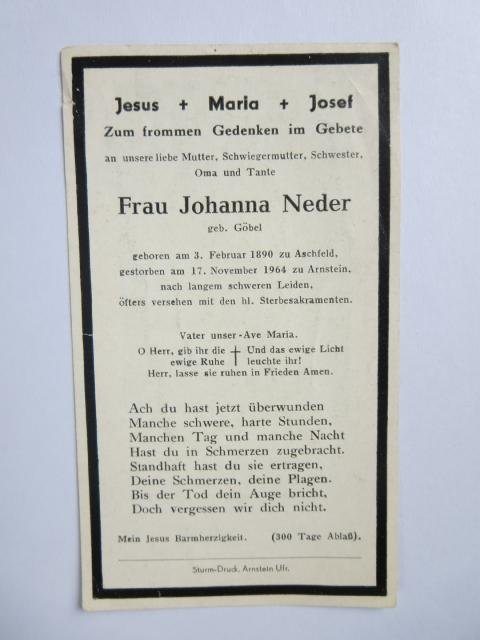 Jesus + Maria + Josef
Zum frommen Gedenken im Gebete
an unsere liebe Mutter, Schwiegermutter, Schwester,
Oma und Tante
Frau Johanna Neder
geb. Göbel
geboren am 3. Februar 1890 zu Aschfeld,
gestorben am 17. November 1964 zu Arnstein,
nach langem schweren Leiden,
öfters versehen mit den hl. Sterbesakramenten.
Vater unser - Ave Maria.
O Herr, gib ihr die † Und das ewige Licht
ewige Ruhe leuchte ihr!
Herr, lasse sie ruhen in Frieden Amen.
Ach du hast jetzt überwunden
Manche schwere, harte Stunden,
Manchen Tag und manche Nacht
Hast du in Schmerzen zugebracht.
Standhaft hast du sie ertragen,
Deine Schmerzen, deine Plagen.
Bis der Tod dein Auge bricht,
Doch vergessen wir dich nicht.
Mein Jesus Barmherzigkeit. (300 Tage Ablaß).
Sturm-Druck, Arnstein Ufr.